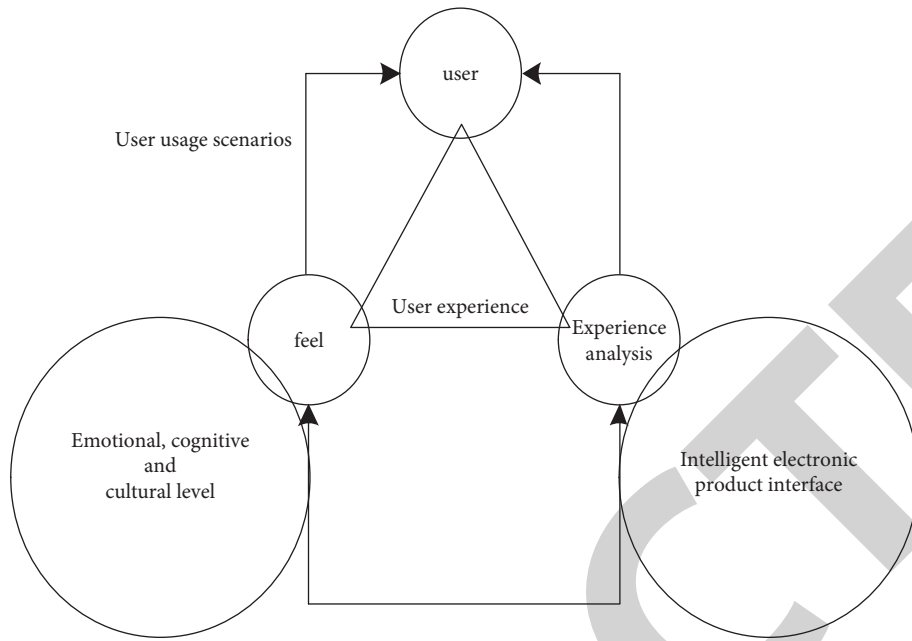 user
User usage scenarios
User experience
feel
Experience
analysis
Emotional, cognitive
and
cultural level
Intelligent electronic
product interface